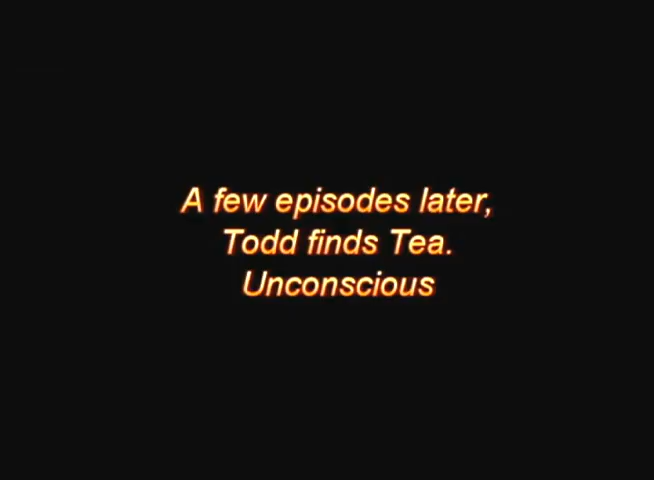 A few episodes later,
Todd finds Tea.
Unconscious